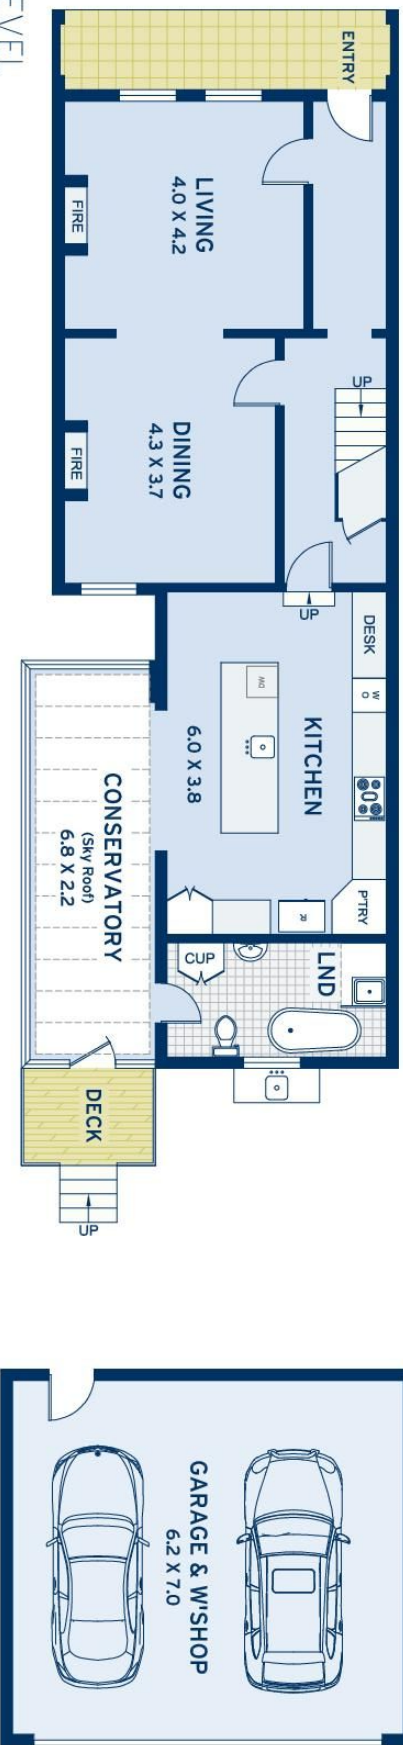 ENTRY
LIVING
4.0 X 4.2
FIRE
UP
DINING
4.3 X 3.7
FIRE
UP
DESK
W
O
DW
KITCHEN
6.0 X 3.8
P'TRY
R
CONSERVATORY
(Sky Roof)
6.8 X 2.2
CUP
LND
DECK
UP
GARAGE & W'SHOP
6.2 X 7.0